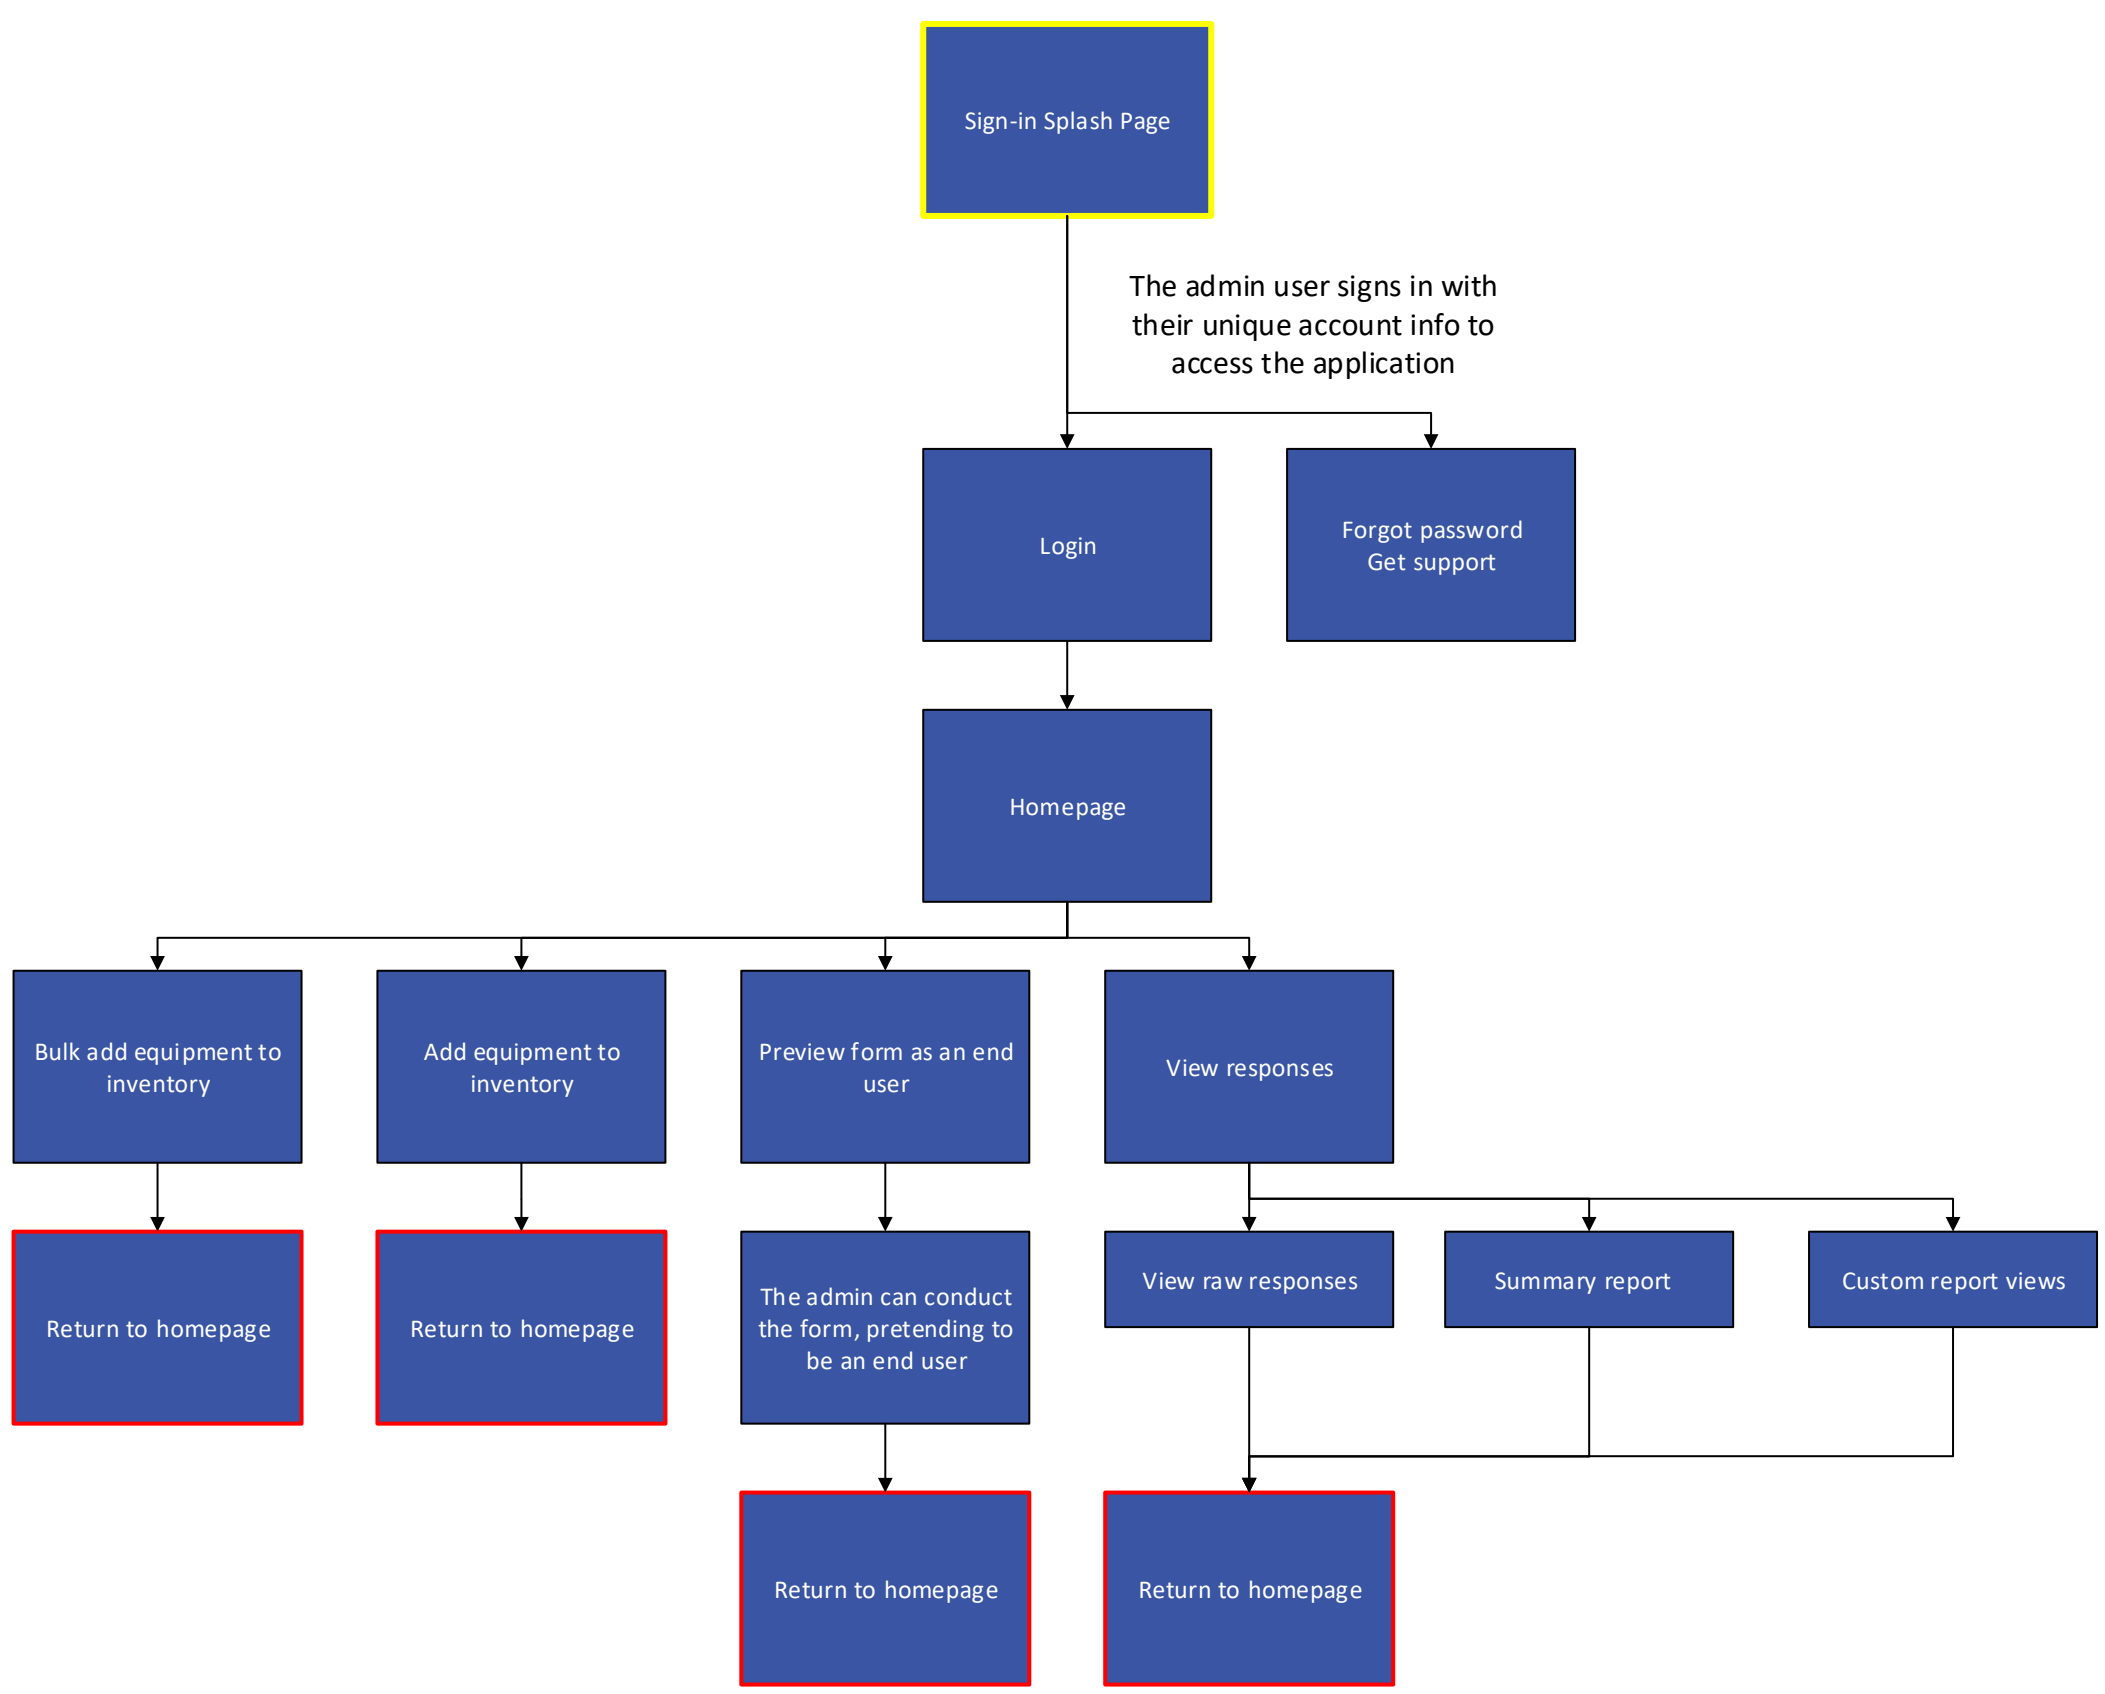 Sign-in Splash Page
The admin user signs in with
their unique account info to
access the application
Login
Forgot password
Get support
Homepage
Bulk add equipment to
inventory
Add equipment to
inventory
Preview form as an end
user
View responses
Return to homepage
Return to homepage
The admin can conduct
the form, pretending to
be an end user
View raw responses
Summary report
Custom report views
Return to homepage
Return to homepage